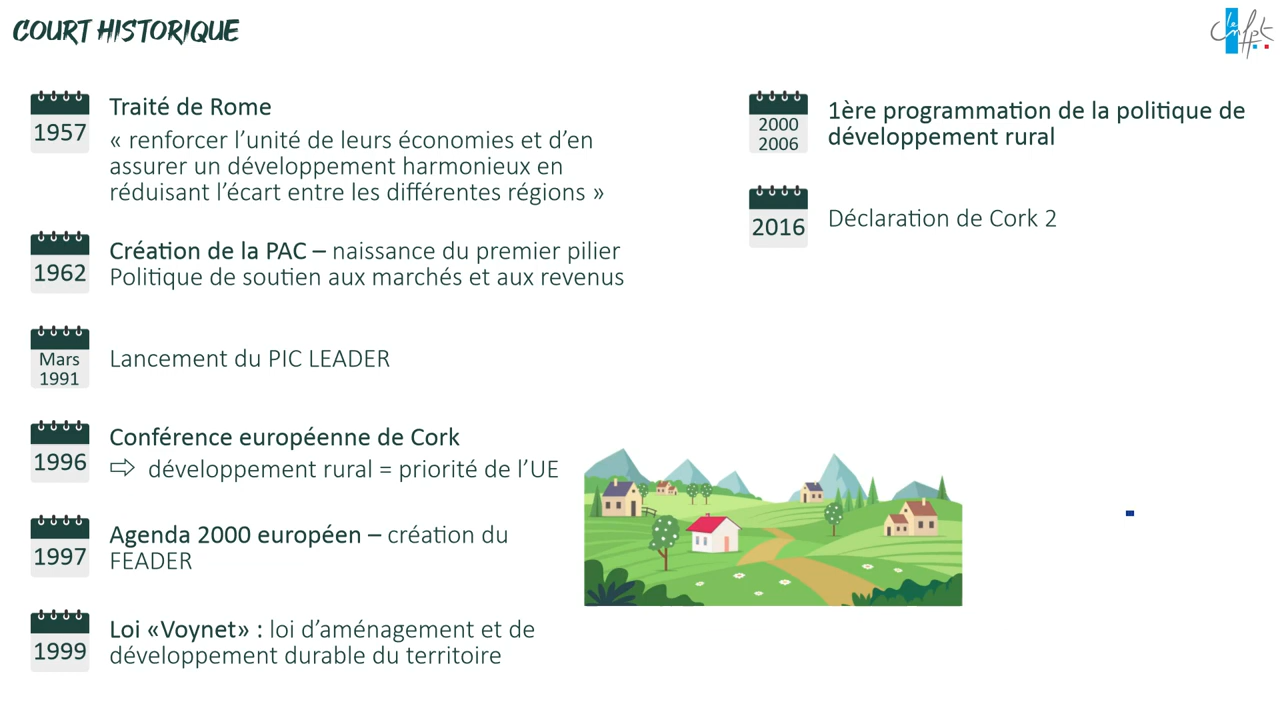 COURT HISTORIQUE
le cnfpt
1957
Traité de Rome
« renforcer l’unité de leurs économies et d’en
assurer un développement harmonieux en
réduisant l’écart entre les différentes régions »
1962
Création de la PAC – naissance du premier pilier
Politique de soutien aux marchés et aux revenus
Mars
1991
Lancement du PIC LEADER
1996
Conférence européenne de Cork
⇨ développement rural = priorité de l’UE
1997
Agenda 2000 européen – création du
FEADER
1999
Loi «Voynet» : loi d’aménagement et de
développement durable du territoire
2000
2006
1ère programmation de la politique de
développement rural
2016
Déclaration de Cork 2